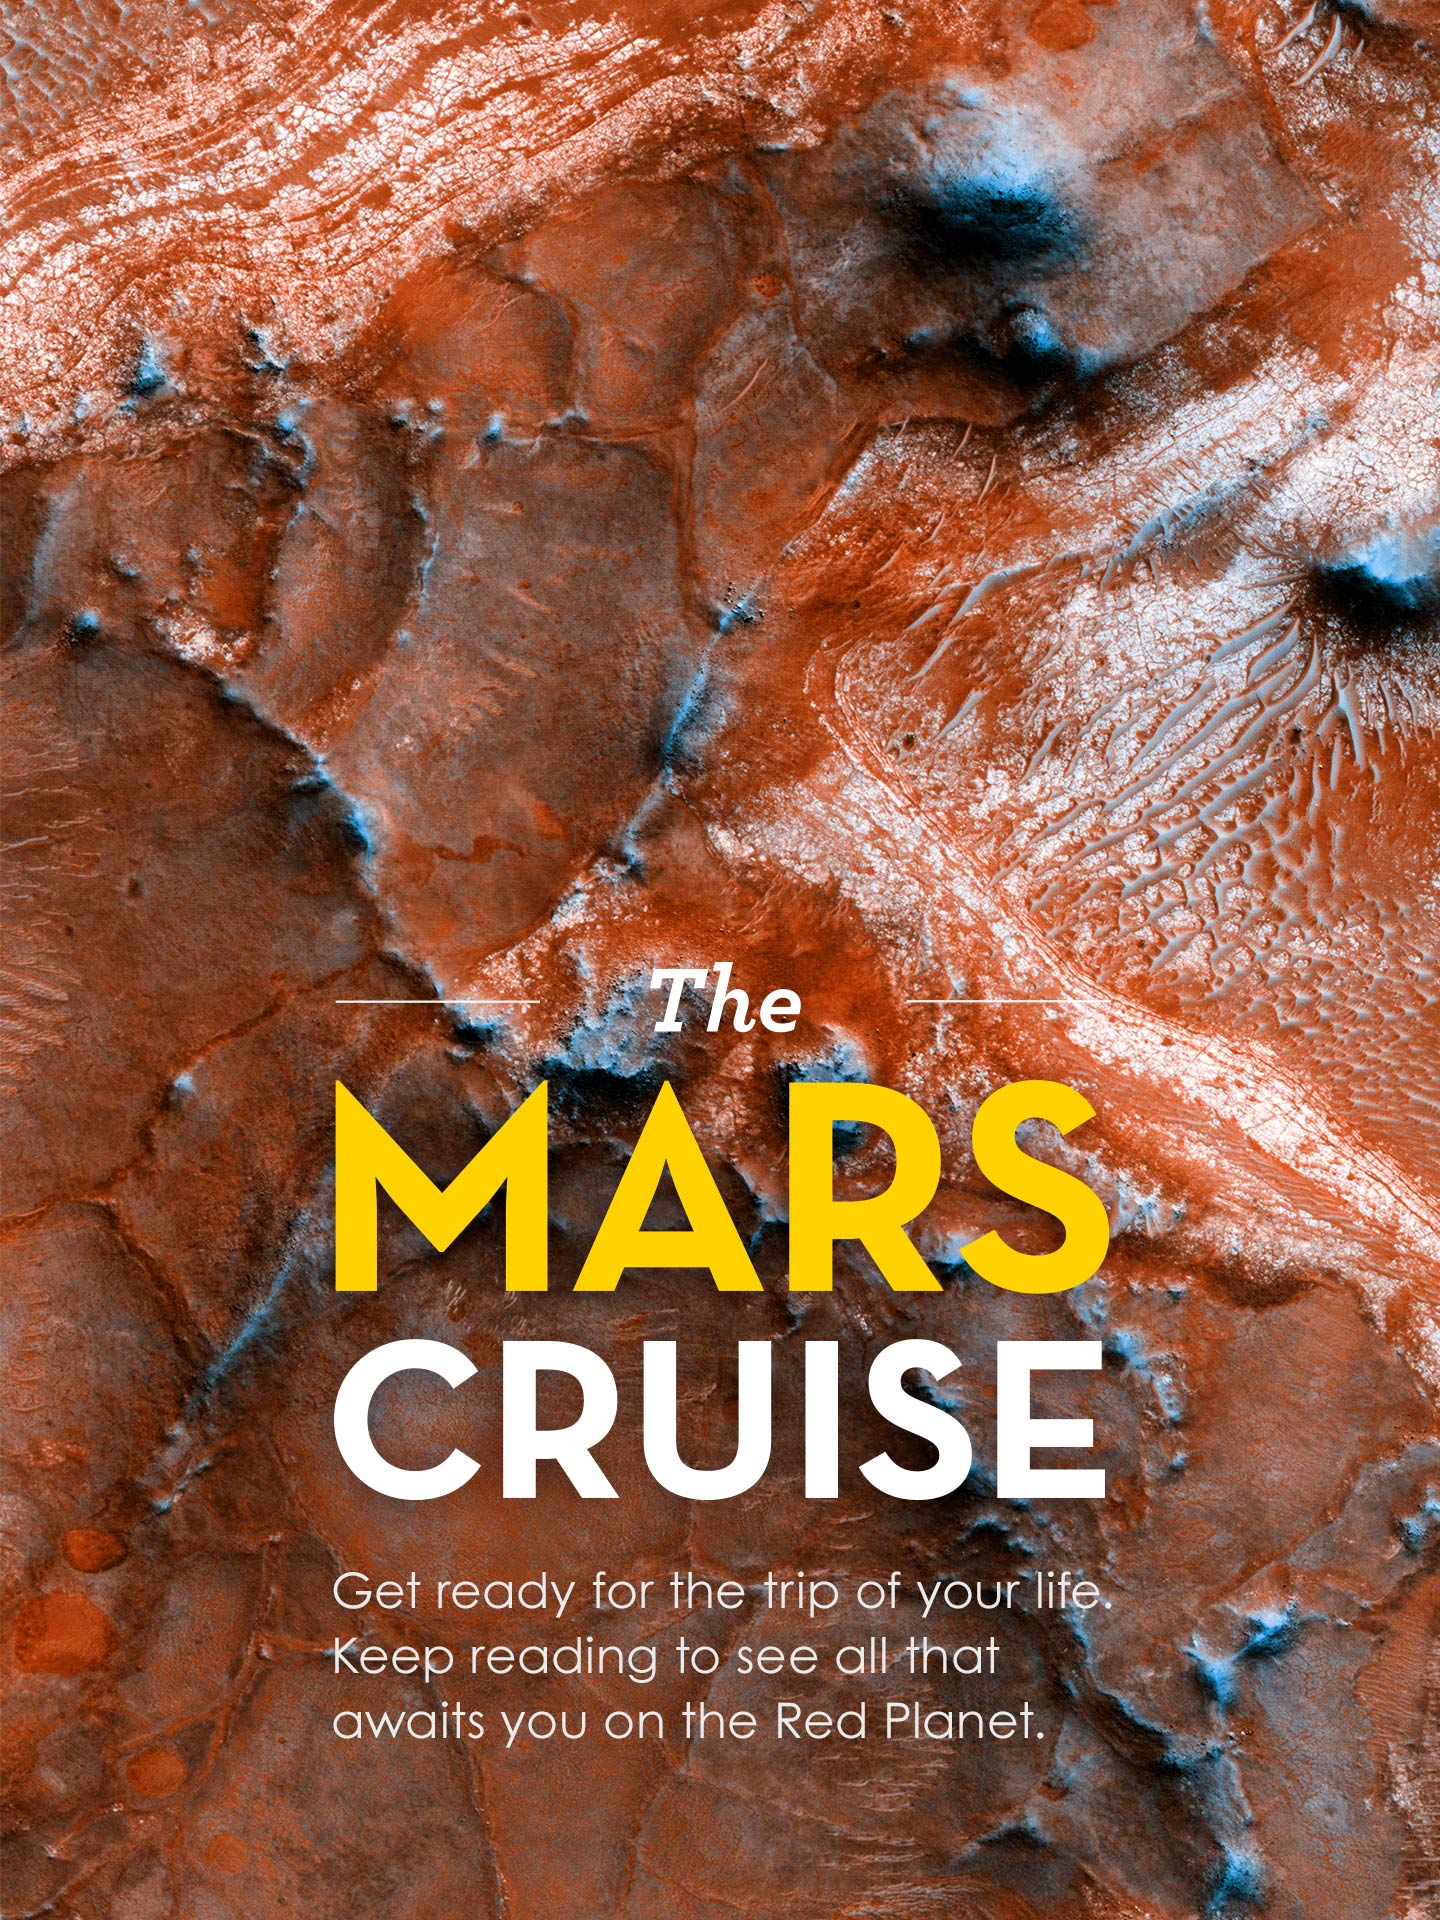 The
MARS
CRUISE
Get ready for the trip of your life.
Keep reading to see all that
awaits you on the Red Planet.